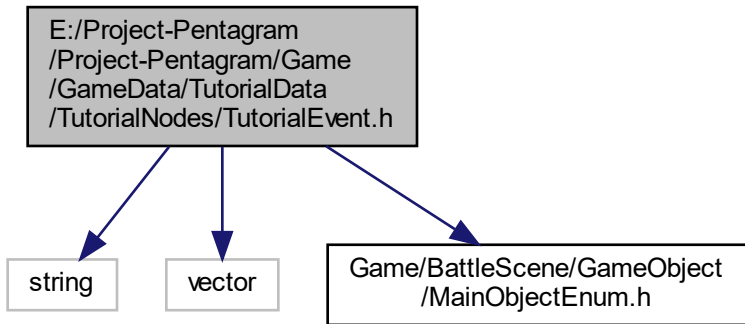 E:/Project-Pentagram
/Project-Pentagram/Game
/GameData/TutorialData
/TutorialNodes/TutorialEvent.h
string
vector
Game/BattleScene/GameObject
/MainObjectEnum.h